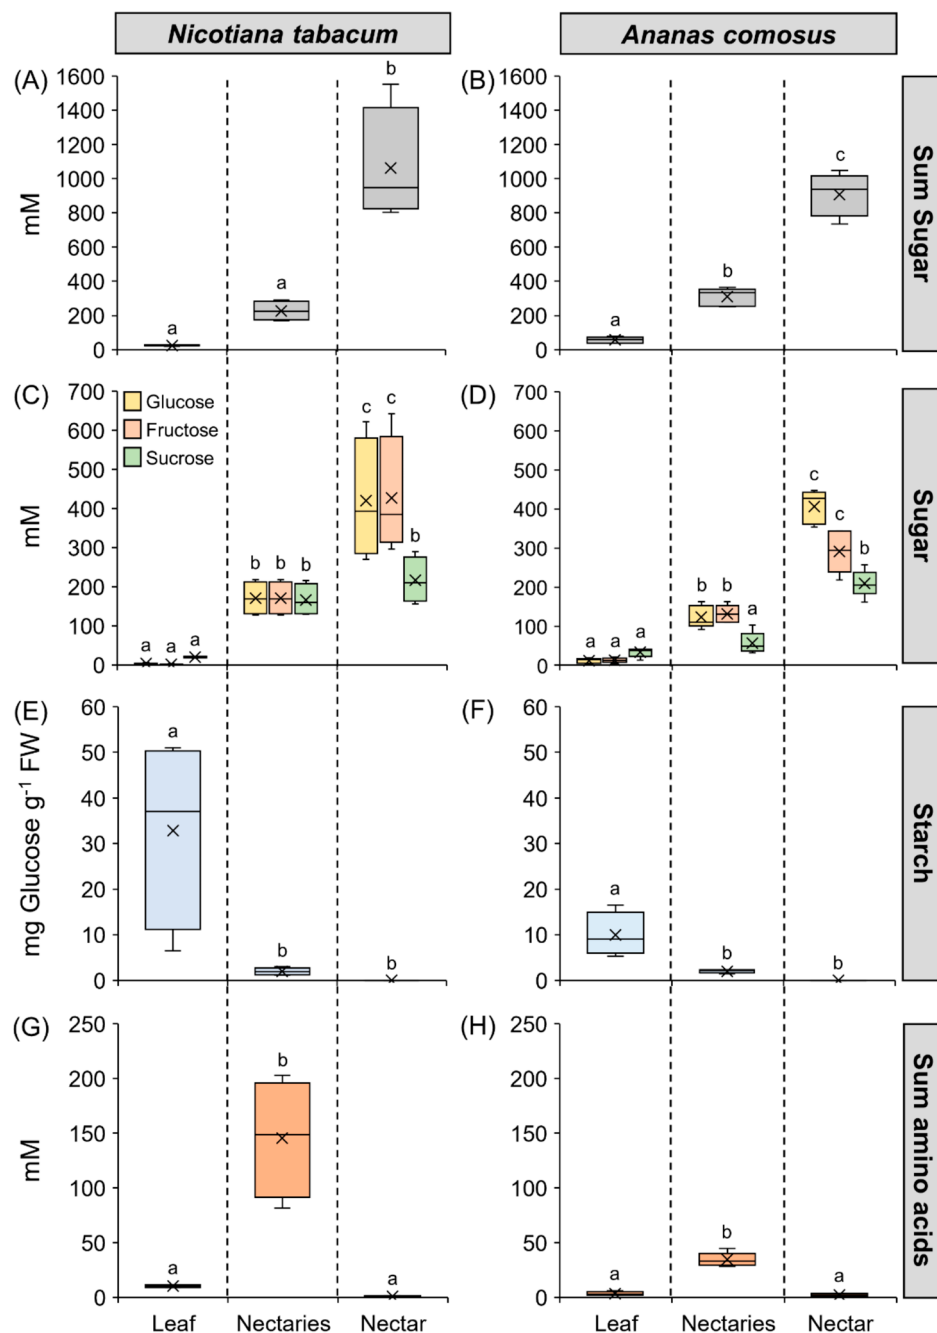 Nicotiana tabacum
Ananas comosus
(A)
1600
1400
1200
1000
800
600
400
200
0
mM
a
a
b
(B)
1600
1400
1200
1000
800
600
400
200
0
a
b
c
Sum Sugar
(C)
700
600
500
400
300
200
100
0
mM
Glucose
Fructose
Sucrose
a
a
a
b
b
b
c
c
b
(D)
700
600
500
400
300
200
100
0
a
a
a
b
b
a
c
c
b
Sugar
(E)
60
50
40
30
20
10
0
mg Glucose g⁻¹ FW
a
b
b
(F)
60
50
40
30
20
10
0
a
b
b
Starch
(G)
250
200
150
100
50
0
mM
a
b
a
(H)
250
200
150
100
50
0
a
b
a
Sum amino acids
Leaf
Nectaries
Nectar
Leaf
Nectaries
Nectar